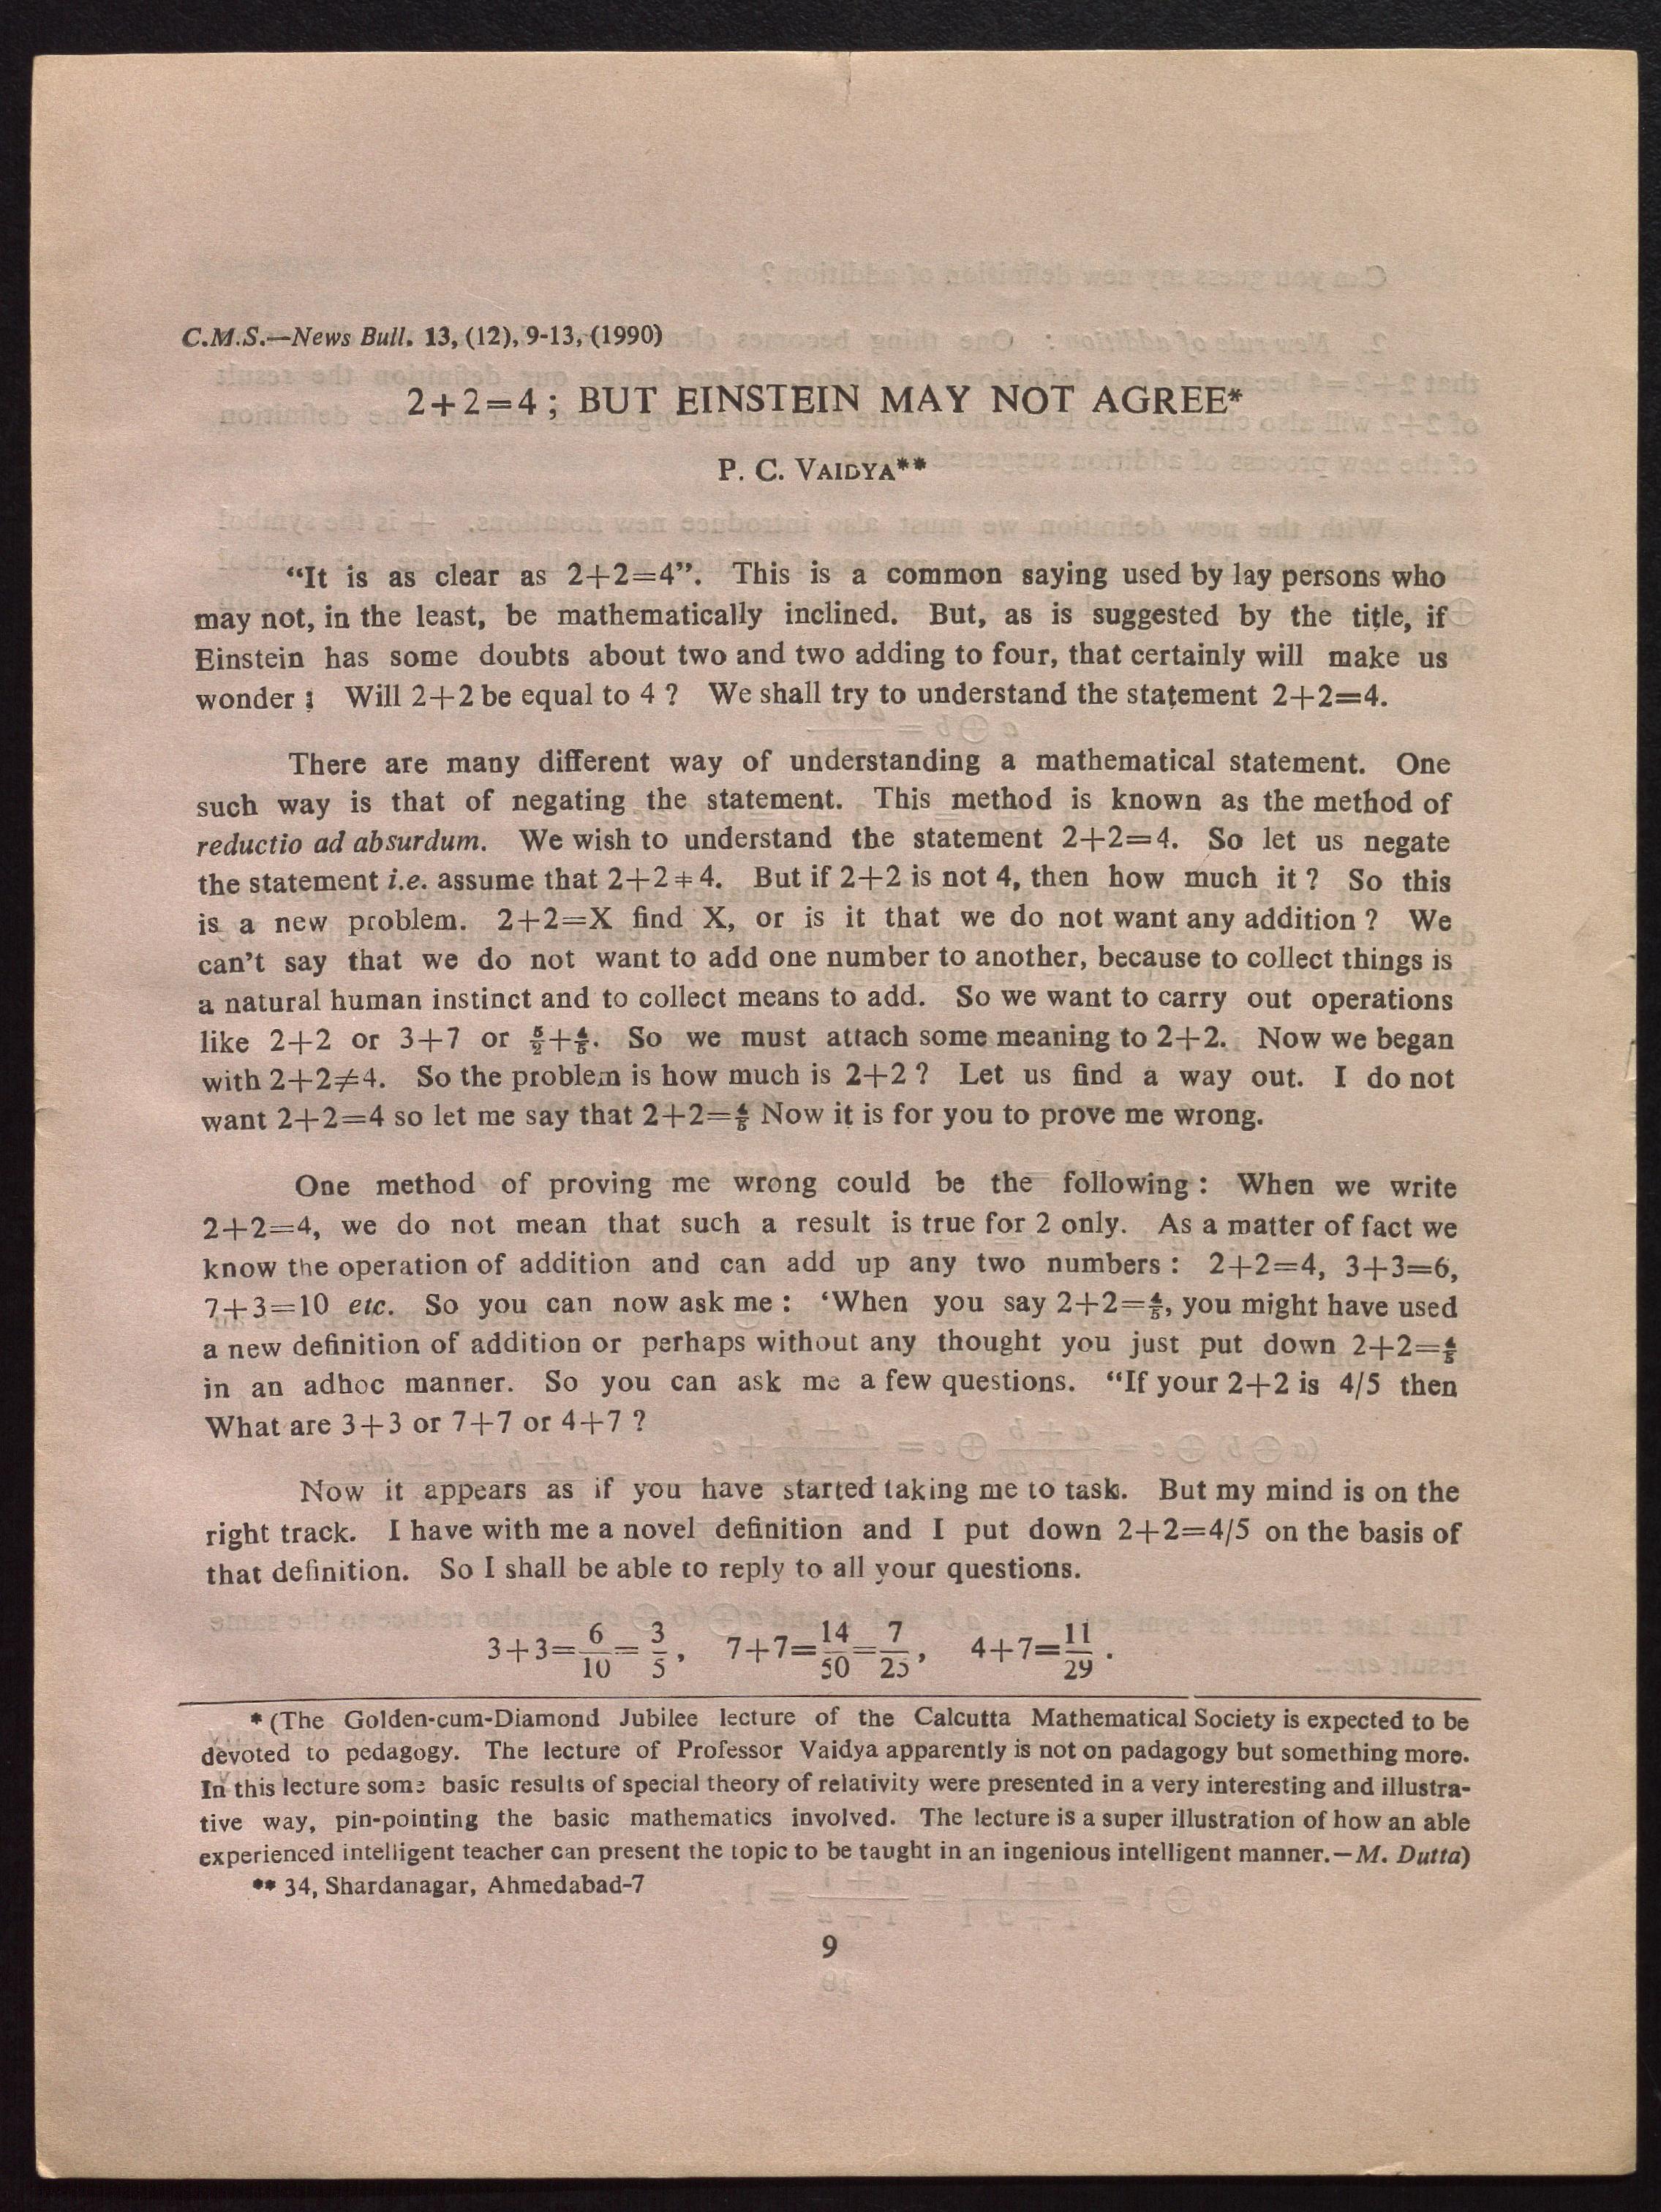 C.M.S.—News Bull. 13, (12), 9-13, (1990)
2+2=4 ; BUT EINSTEIN MAY NOT AGREE*
P. C. VAIDYA**
“It is as clear as 2+2=4”. This is a common saying used by lay persons who
may not, in the least, be mathematically inclined. But, as is suggested by the title, if
Einstein has some doubts about two and two adding to four, that certainly will make us
wonder ; Will 2+2 be equal to 4 ? We shall try to understand the statement 2+2=4.
There are many different way of understanding a mathematical statement. One
such way is that of negating the statement. This method is known as the method of
reductio ad absurdum. We wish to understand the statement 2+2=4. So let us negate
the statement i.e. assume that 2+2≠4. But if 2+2 is not 4, then how much it ? So this
is a new problem. 2+2=X find X, or is it that we do not want any addition ? We
can't say that we do not want to add one number to another, because to collect things is
a natural human instinct and to collect means to add. So we want to carry out operations
like 2+2 or 3+7 or 5/2+4/5. So we must attach some meaning to 2+2. Now we began
with 2+2≠4. So the problem is how much is 2+2 ? Let us find a way out. I do not
want 2+2=4 so let me say that 2+2=4/5 Now it is for you to prove me wrong.
One method of proving me wrong could be the following : When we write
2+2=4, we do not mean that such a result is true for 2 only. As a matter of fact we
know the operation of addition and can add up any two numbers : 2+2=4, 3+3=6,
7+3=10 etc. So you can now ask me : ‘When you say 2+2=4/5, you might have used
a new definition of addition or perhaps without any thought you just put down 2+2=4/5
in an adhoc manner. So you can ask me a few questions. “If your 2+2 is 4/5 then
What are 3+3 or 7+7 or 4+7 ?
Now it appears as if you have started taking me to task. But my mind is on the
right track. I have with me a novel definition and I put down 2+2=4/5 on the basis of
that definition. So I shall be able to reply to all your questions.
3+3=6/10=3/5, 7+7=14/50=7/25, 4+7=11/29.
* (The Golden-cum-Diamond Jubilee lecture of the Calcutta Mathematical Society is expected to be
devoted to pedagogy. The lecture of Professor Vaidya apparently is not on padagogy but something more.
In this lecture some basic results of special theory of relativity were presented in a very interesting and illustra-
tive way, pin-pointing the basic mathematics involved. The lecture is a super illustration of how an able
experienced intelligent teacher can present the topic to be taught in an ingenious intelligent manner.—M. Dutta)
** 34, Shardanagar, Ahmedabad-7
9